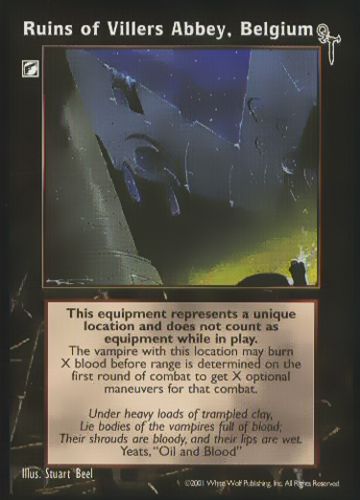 Ruins of Villers Abbey, Belgium
This equipment represents a unique
location and does not count as
equipment while in play.
The vampire with this location may burn
X blood before range is determined on the
first round of combat to get X optional
maneuvers for that combat.
Under heavy loads of trampled clay,
Lie bodies of the vampires full of blood;
Their shrouds are bloody, and their lips are wet.
Yeats, "Oil and Blood"
Illus. Stuart Beel
©2001 White Wolf Publishing, Inc. All Rights Reserved.